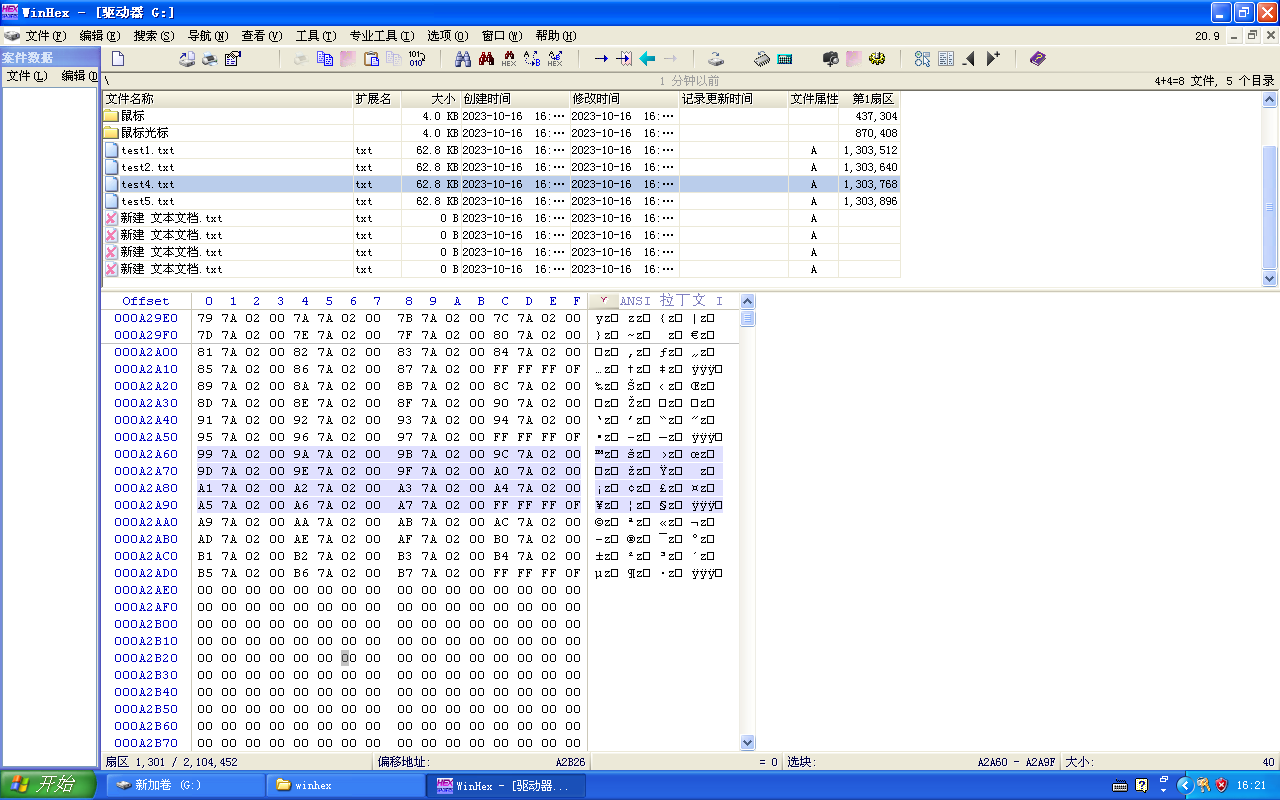 WinHex - [驱动器 G:]
文件(F) 编辑(E) 搜索(S) 导航(N) 查看(V) 工具(T) 专业工具(I) 选项(O) 窗口(W) 帮助(H) 20.9
案件数据
文件(L) 编辑(D
\ 1 分钟以前 4+4=8 文件, 5 个目录
文件名称 扩展名 大小 创建时间 修改时间 记录更新时间 文件属性 第1扇区
鼠标 4.0 KB 2023-10-16 16:… 2023-10-16 16:… 437,304
鼠标光标 4.0 KB 2023-10-16 16:… 2023-10-16 16:… 870,408
test1.txt txt 62.8 KB 2023-10-16 16:… 2023-10-16 16:… A 1,303,512
test2.txt txt 62.8 KB 2023-10-16 16:… 2023-10-16 16:… A 1,303,640
test4.txt txt 62.8 KB 2023-10-16 16:… 2023-10-16 16:… A 1,303,768
test5.txt txt 62.8 KB 2023-10-16 16:… 2023-10-16 16:… A 1,303,896
新建 文本文档.txt txt 0 B 2023-10-16 16:… 2023-10-16 16:… A
新建 文本文档.txt txt 0 B 2023-10-16 16:… 2023-10-16 16:… A
新建 文本文档.txt txt 0 B 2023-10-16 16:… 2023-10-16 16:… A
新建 文本文档.txt txt 0 B 2023-10-16 16:… 2023-10-16 16:… A
Offset 0 1 2 3 4 5 6 7 8 9 A B C D E F ANSI 拉丁文 I
000A29E0 79 7A 02 00 7A 7A 02 00 7B 7A 02 00 7C 7A 02 00 yz□ zz□ {z□ |z□
000A29F0 7D 7A 02 00 7E 7A 02 00 7F 7A 02 00 80 7A 02 00 }z□ ~z□ z□ €z□
000A2A00 81 7A 02 00 82 7A 02 00 83 7A 02 00 84 7A 02 00 □z□ ‚z□ ƒz□ „z□
000A2A10 85 7A 02 00 86 7A 02 00 87 7A 02 00 FF FF FF 0F …z□ †z□ ‡z□ ÿÿÿ□
000A2A20 89 7A 02 00 8A 7A 02 00 8B 7A 02 00 8C 7A 02 00 ‰z□ Šz□ ‹z□ Œz□
000A2A30 8D 7A 02 00 8E 7A 02 00 8F 7A 02 00 90 7A 02 00 □z□ Žz□ □z□ □z□
000A2A40 91 7A 02 00 92 7A 02 00 93 7A 02 00 94 7A 02 00 ‘z□ ’z□ “z□ ”z□
000A2A50 95 7A 02 00 96 7A 02 00 97 7A 02 00 FF FF FF 0F •z□ –z□ —z□ ÿÿÿ□
000A2A60 99 7A 02 00 9A 7A 02 00 9B 7A 02 00 9C 7A 02 00 ™z□ šz□ ›z□ œz□
000A2A70 9D 7A 02 00 9E 7A 02 00 9F 7A 02 00 A0 7A 02 00 □z□ žz□ Ÿz□ z□
000A2A80 A1 7A 02 00 A2 7A 02 00 A3 7A 02 00 A4 7A 02 00 ¡z□ ¢z□ £z□ ¤z□
000A2A90 A5 7A 02 00 A6 7A 02 00 A7 7A 02 00 FF FF FF 0F ¥z□ ¦z□ §z□ ÿÿÿ□
000A2AA0 A9 7A 02 00 AA 7A 02 00 AB 7A 02 00 AC 7A 02 00 ©z□ ªz□ «z□ ¬z□
000A2AB0 AD 7A 02 00 AE 7A 02 00 AF 7A 02 00 B0 7A 02 00 -z□ ®z□ ¯z□ °z□
000A2AC0 B1 7A 02 00 B2 7A 02 00 B3 7A 02 00 B4 7A 02 00 ±z□ ²z□ ³z□ ´z□
000A2AD0 B5 7A 02 00 B6 7A 02 00 B7 7A 02 00 FF FF FF 0F µz□ ¶z□ ·z□ ÿÿÿ□
000A2AE0 00 00 00 00 00 00 00 00 00 00 00 00 00 00 00 00
000A2AF0 00 00 00 00 00 00 00 00 00 00 00 00 00 00 00 00
000A2B00 00 00 00 00 00 00 00 00 00 00 00 00 00 00 00 00
000A2B10 00 00 00 00 00 00 00 00 00 00 00 00 00 00 00 00
000A2B20 00 00 00 00 00 00 00 00 00 00 00 00 00 00 00 00
000A2B30 00 00 00 00 00 00 00 00 00 00 00 00 00 00 00 00
000A2B40 00 00 00 00 00 00 00 00 00 00 00 00 00 00 00 00
000A2B50 00 00 00 00 00 00 00 00 00 00 00 00 00 00 00 00
000A2B60 00 00 00 00 00 00 00 00 00 00 00 00 00 00 00 00
000A2B70 00 00 00 00 00 00 00 00 00 00 00 00 00 00 00 00
扇区 1,301 / 2,104,452 偏移地址: A2B26 = 0 选块: A2A60 - A2A9F 大小: 40
开始 新加卷 (G:) winhex WinHex - [驱动器... 16:21